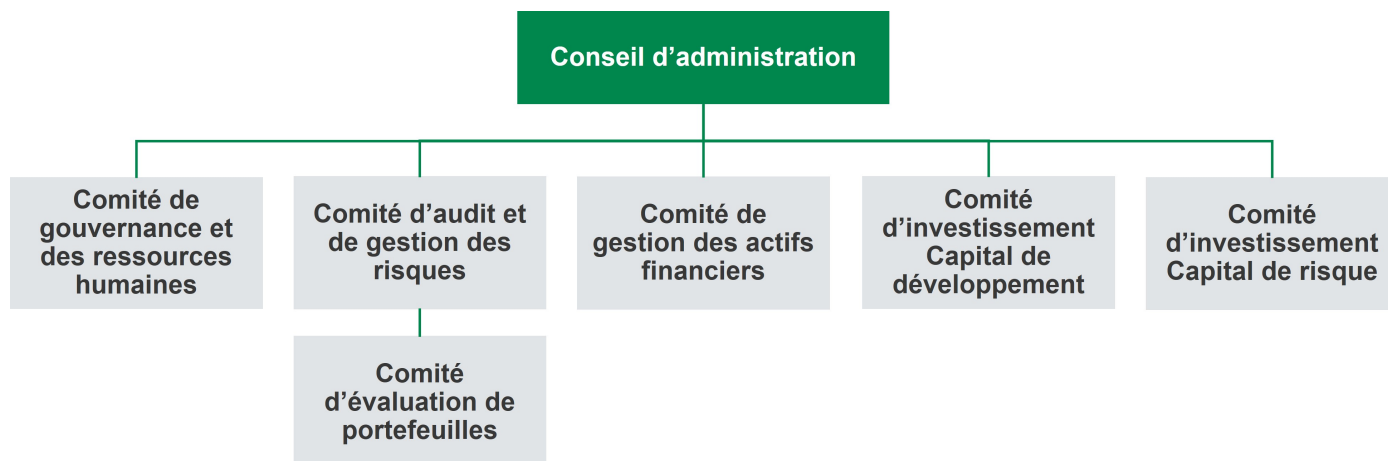 Conseil d’administration
Comité de
gouvernance et
des ressources
humaines
Comité d’audit et
de gestion des
risques
Comité de
gestion des actifs
financiers
Comité
d’investissement
Capital de
développement
Comité
d’investissement
Capital de risque
Comité
d’évaluation de
portefeuilles